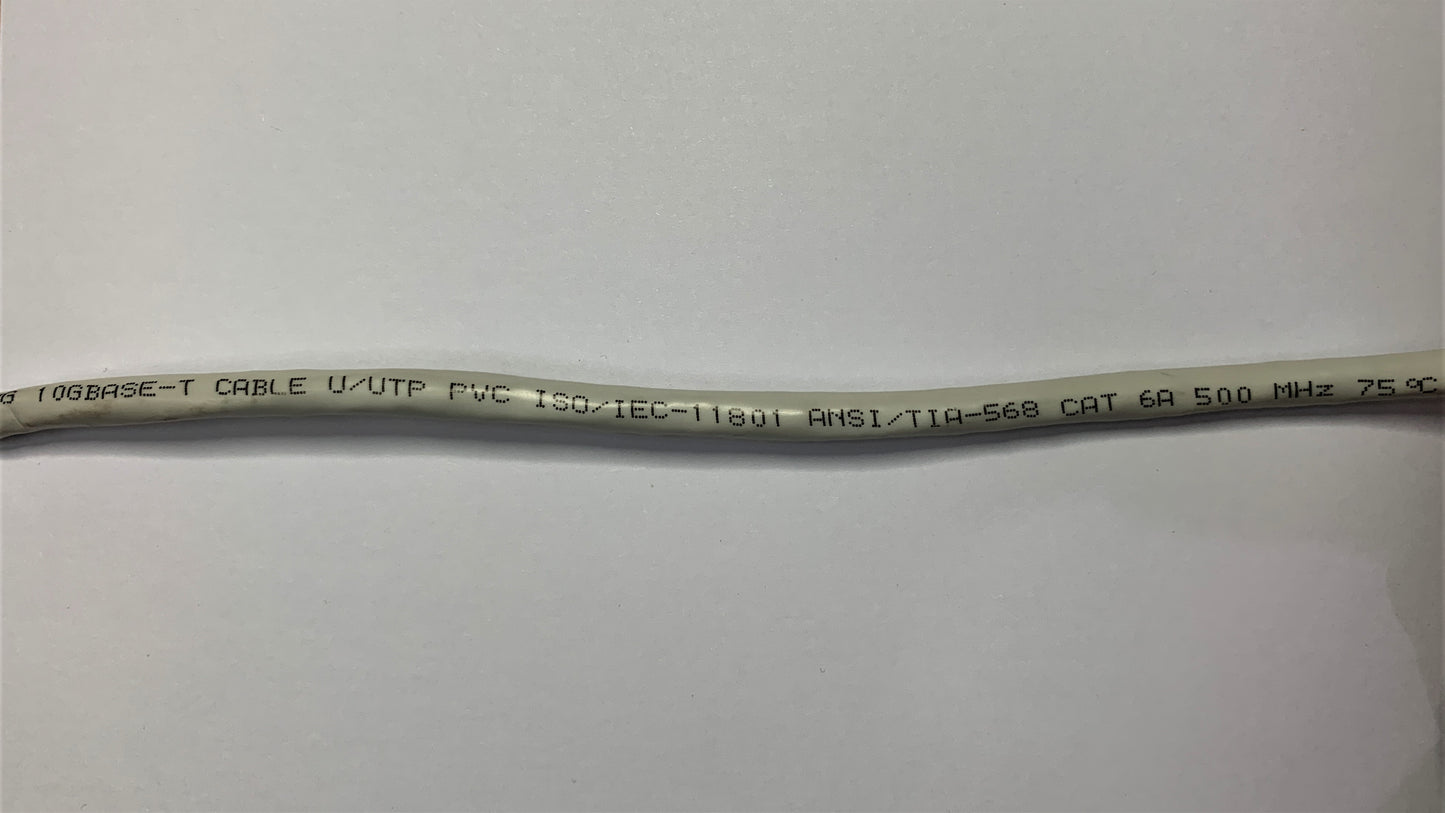 G 10GBASE-T CABLE U/UTP PVC ISO/IEC-11801 ANSI/TIA-568 CAT 6A 500 MHz 75 °C